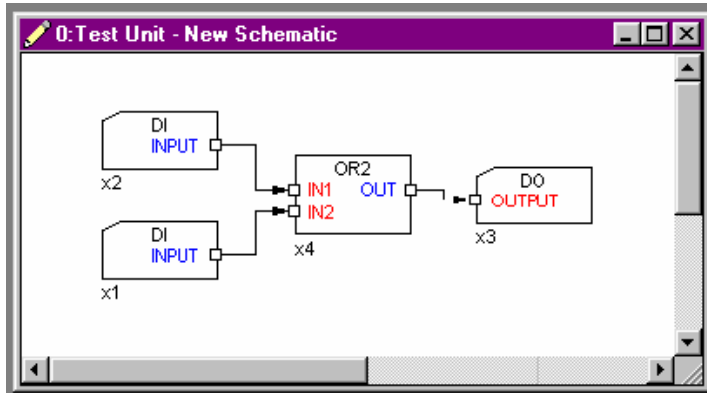 0:Test Unit - New Schematic
DI
INPUT
x2
DI
INPUT
x1
OR2
IN1 OUT
IN2
x4
DO
OUTPUT
x3